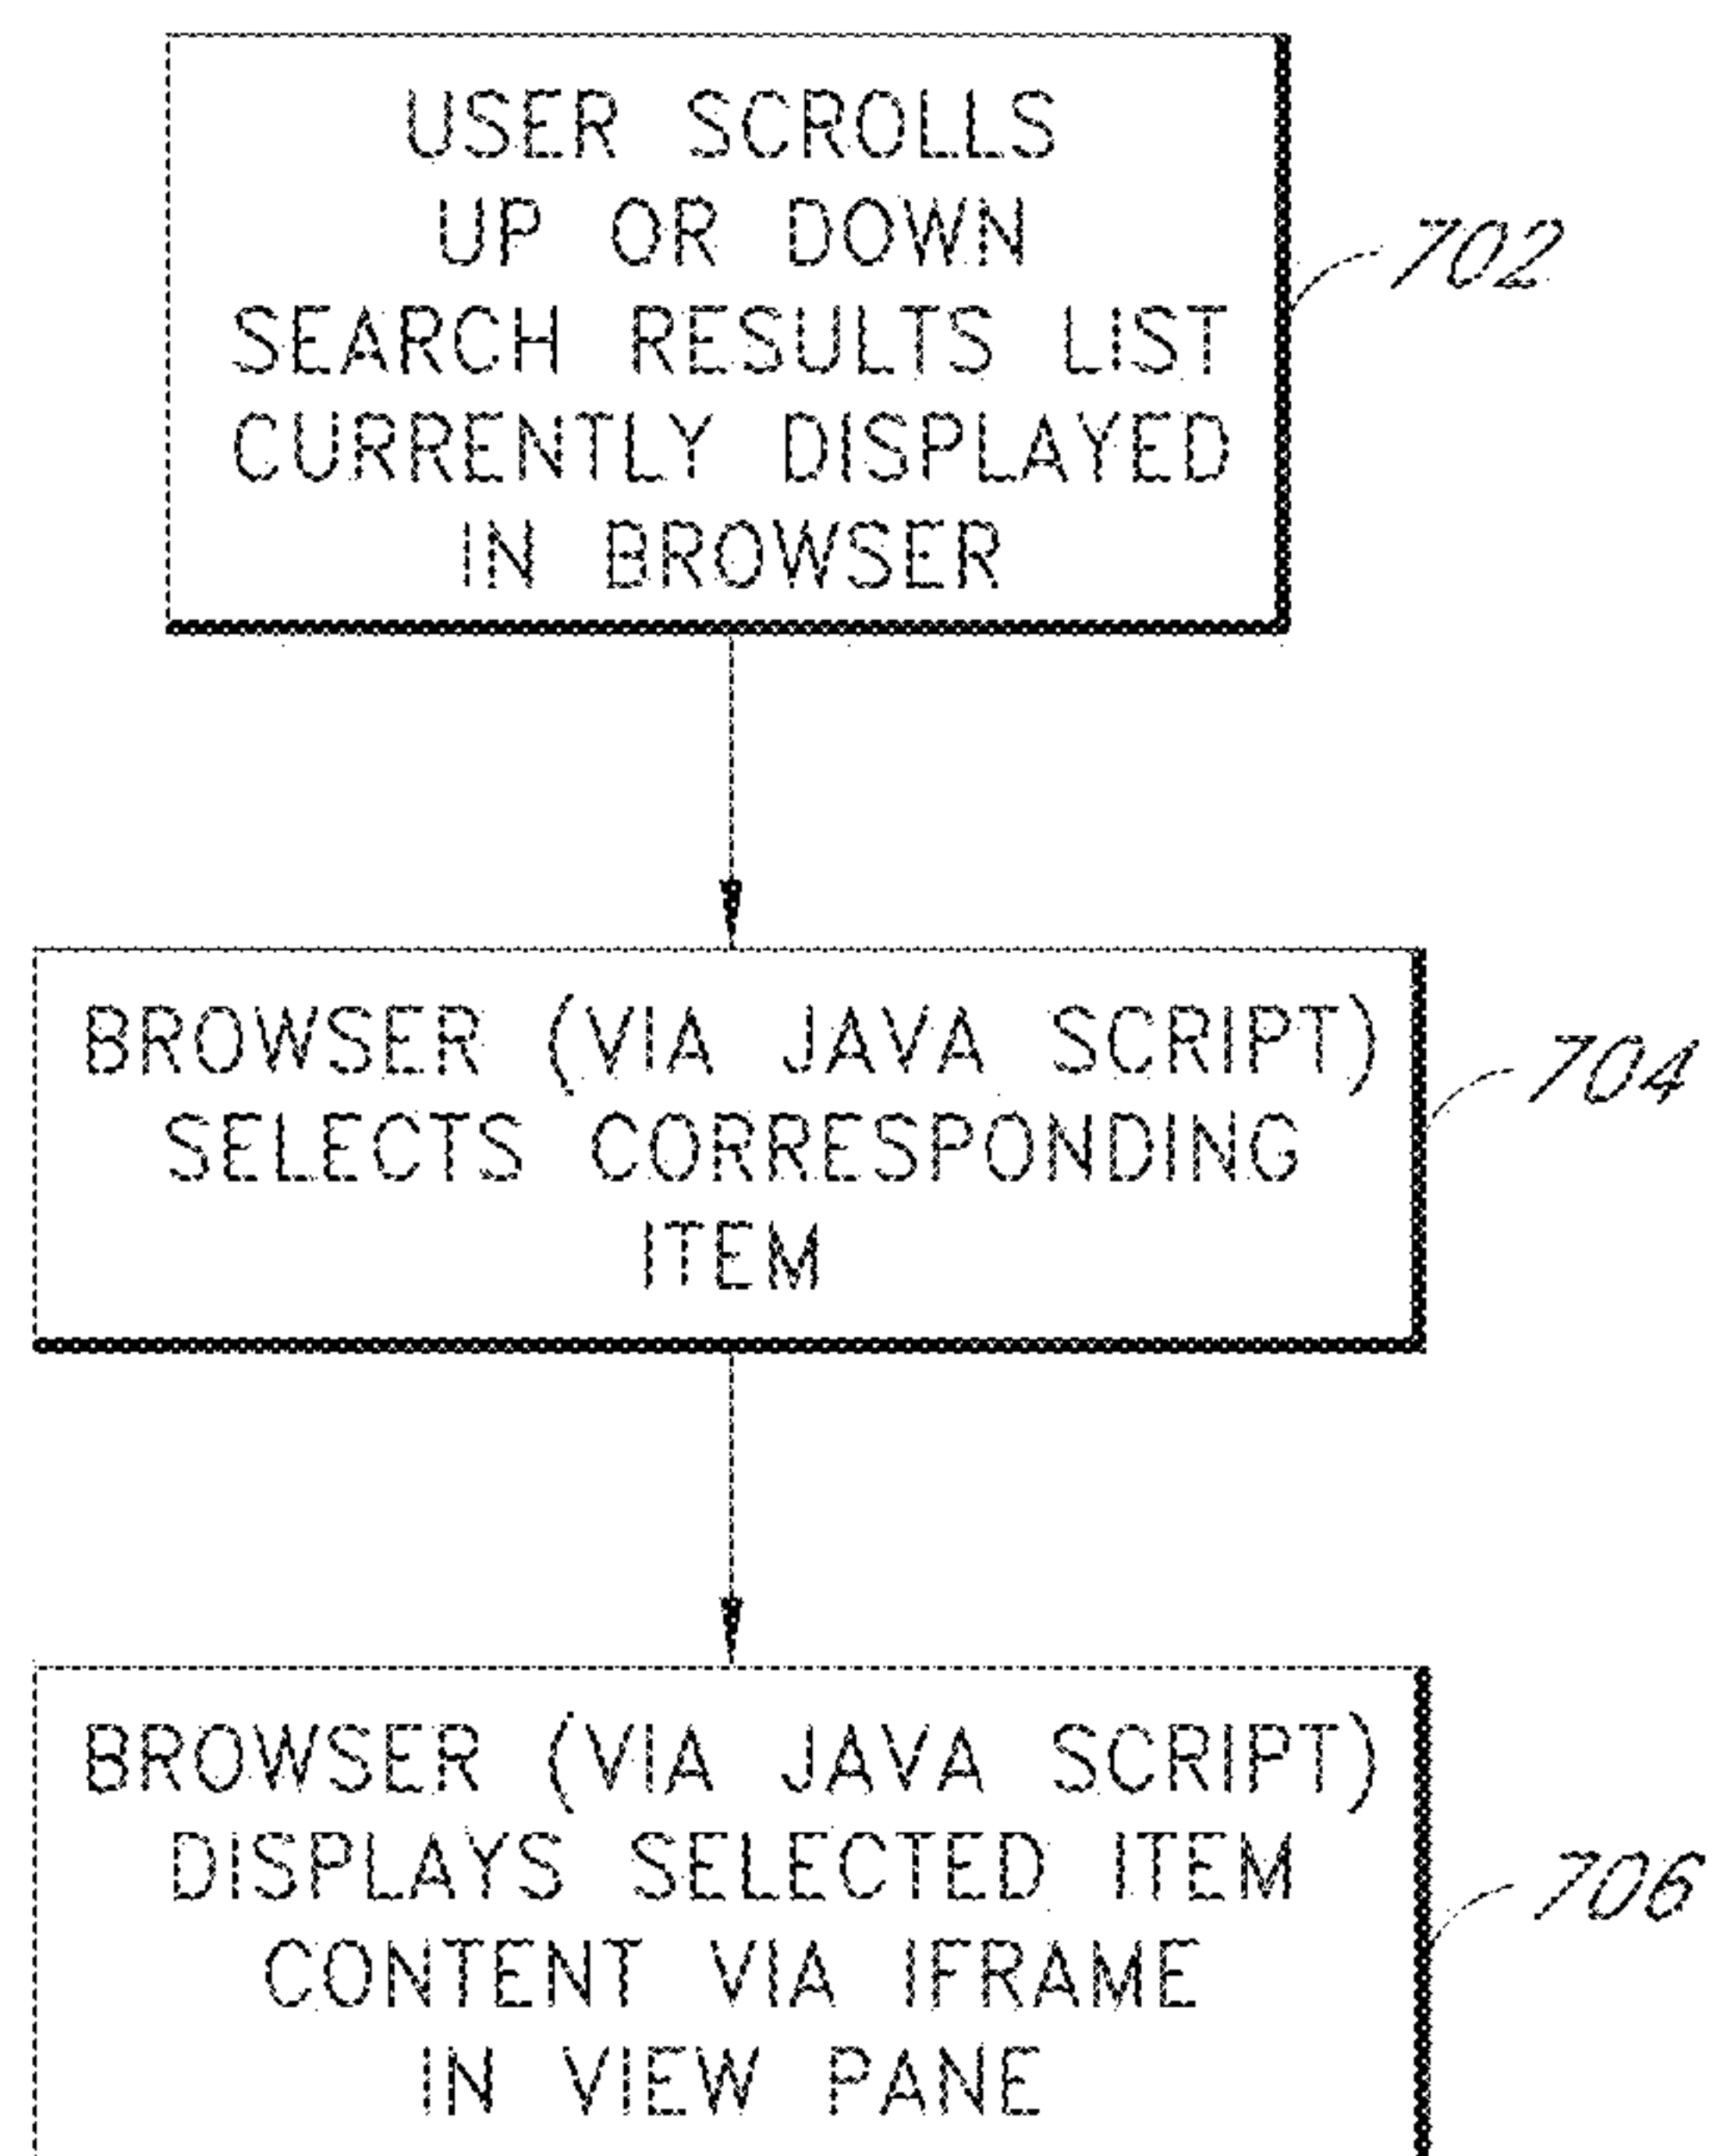 USER SCROLLS
UP OR DOWN
SEARCH RESULTS LIST
CURRENTLY DISPLAYED
IN BROWSER
702
BROWSER (VIA JAVA SCRIPT)
SELECTS CORRESPONDING
ITEM
704
BROWSER (VIA JAVA SCRIPT)
DISPLAYS SELECTED ITEM
CONTENT VIA IFRAME
IN VIEW PANE
706